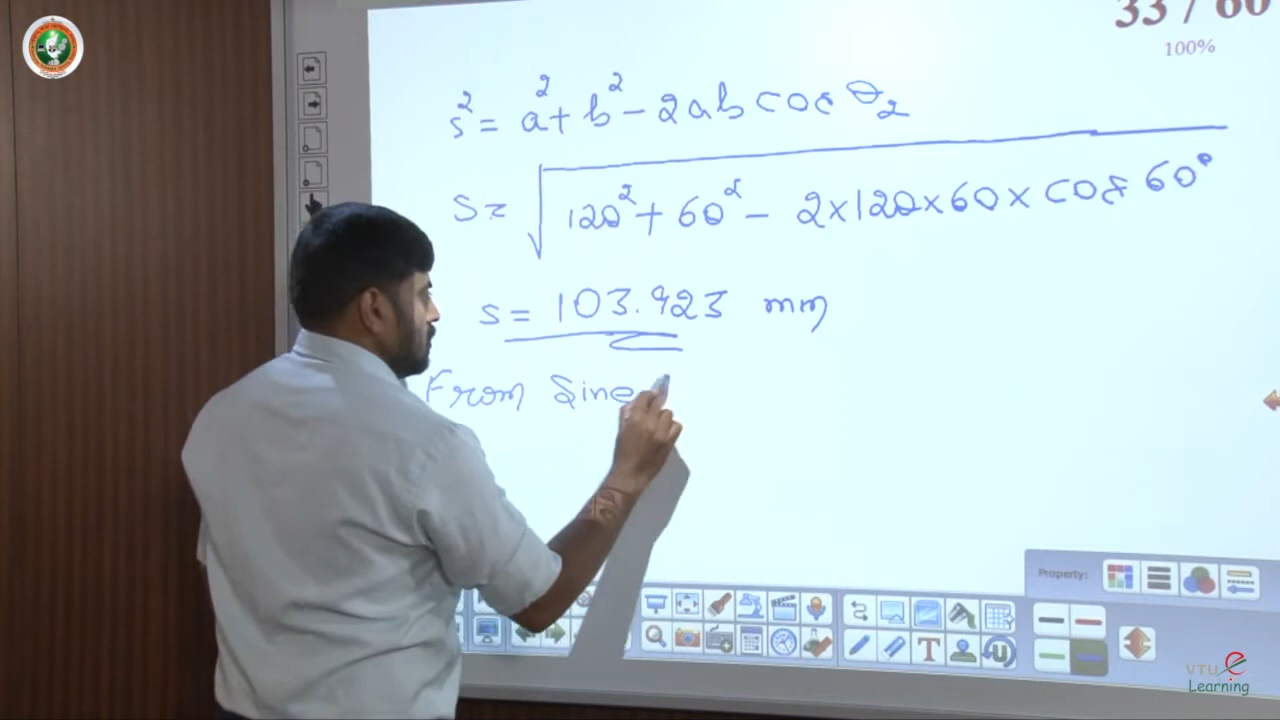 33 / 60
100%
s² = a² + b² - 2ab cos θ₂
s = √120² + 60² - 2×120×60× cos 60°
s = 103.923 mm
From Sine
Property:
T
VTU e
Learning